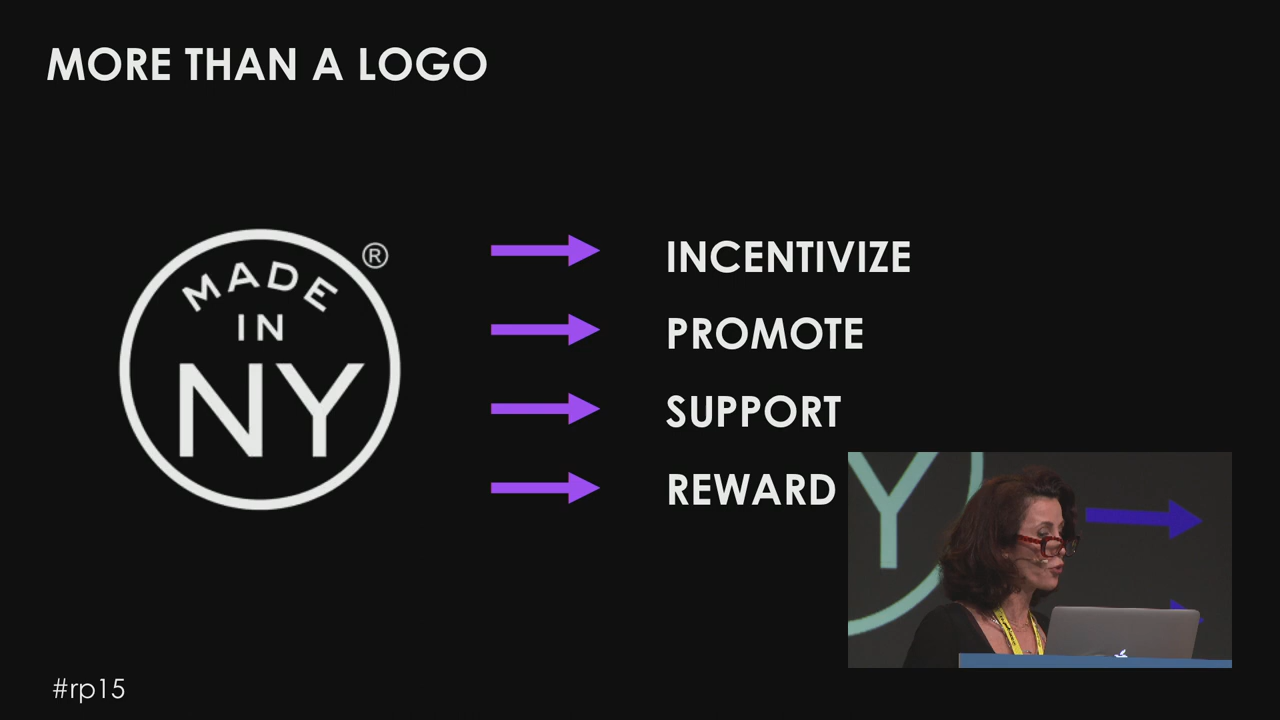 MORE THAN A LOGO
MADE
IN
NY
®
INCENTIVIZE
PROMOTE
SUPPORT
REWARD
Y
#rp15